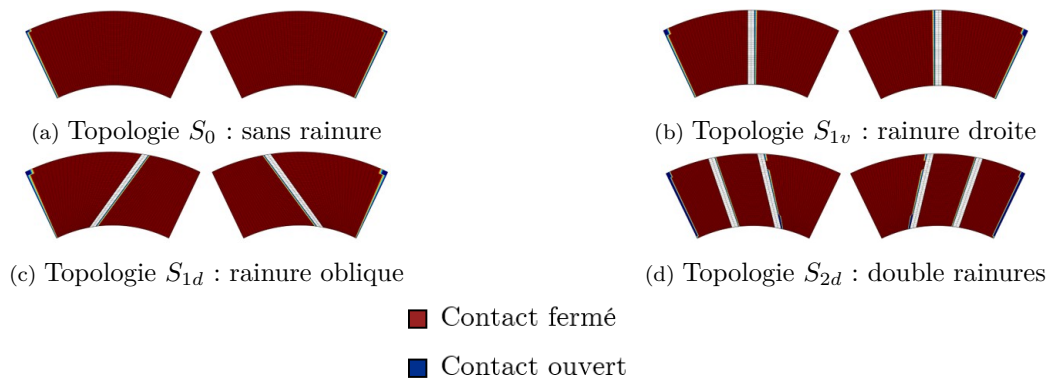 (a) Topologie S₀ : sans rainure
(b) Topologie S₁ᵥ : rainure droite
(c) Topologie S₁d : rainure oblique
(d) Topologie S₂d : double rainures
Contact fermé
Contact ouvert